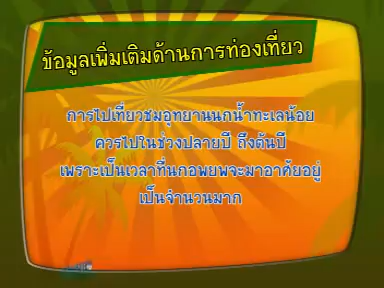 ข้อมูลเพิ่มเติมด้านการท่องเที่ยว
การไปเที่ยวชมอุทยานนกน้ำทะเลน้อย
ควรไปในช่วงปลายปี ถึงต้นปี
เพราะเป็นเวลาที่นกอพยพจะมาอาศัยอยู่
เป็นจำนวนมาก